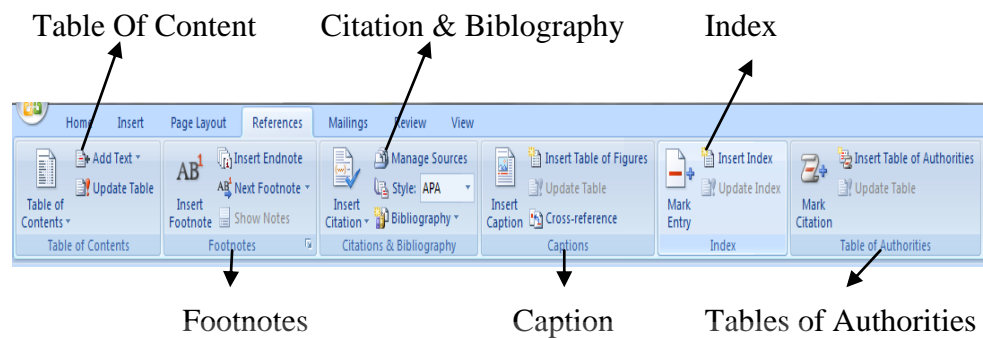 Table Of Content Citation & Biblography Index
Home Insert Page Layout References Mailings Review View
Table of Contents
Add Text
Update Table
Table of Contents
AB1
Insert Footnote
Insert Endnote
AB1 Next Footnote
Show Notes
Footnotes
Insert Citation
Manage Sources
Style: APA
Bibliography
Citations & Bibliography
Insert Caption
Insert Table of Figures
Update Table
Cross-reference
Captions
Mark Entry
Insert Index
Update Index
Index
Mark Citation
Insert Table of Authorities
Update Table
Table of Authorities
Footnotes Caption Tables of Authorities